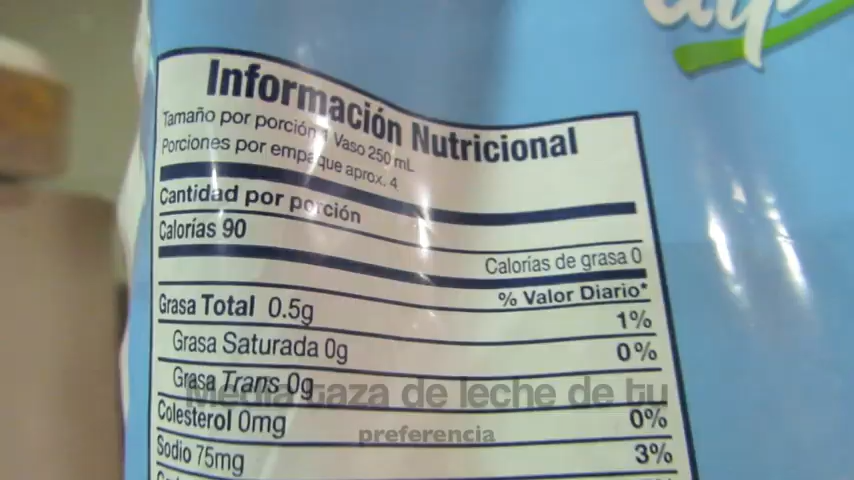 Información Nutricional
Tamaño por porción 1 Vaso 250 mL
Porciones por empaque aprox. 4
Cantidad por porción
Calorías 90
Calorías de grasa 0
% Valor Diario*
Grasa Total 0.5g 1%
Grasa Saturada 0g 0%
Grasa Trans 0g
Colesterol 0mg 0%
Sodio 75mg 3%
Media taza de leche de tu
preferencia